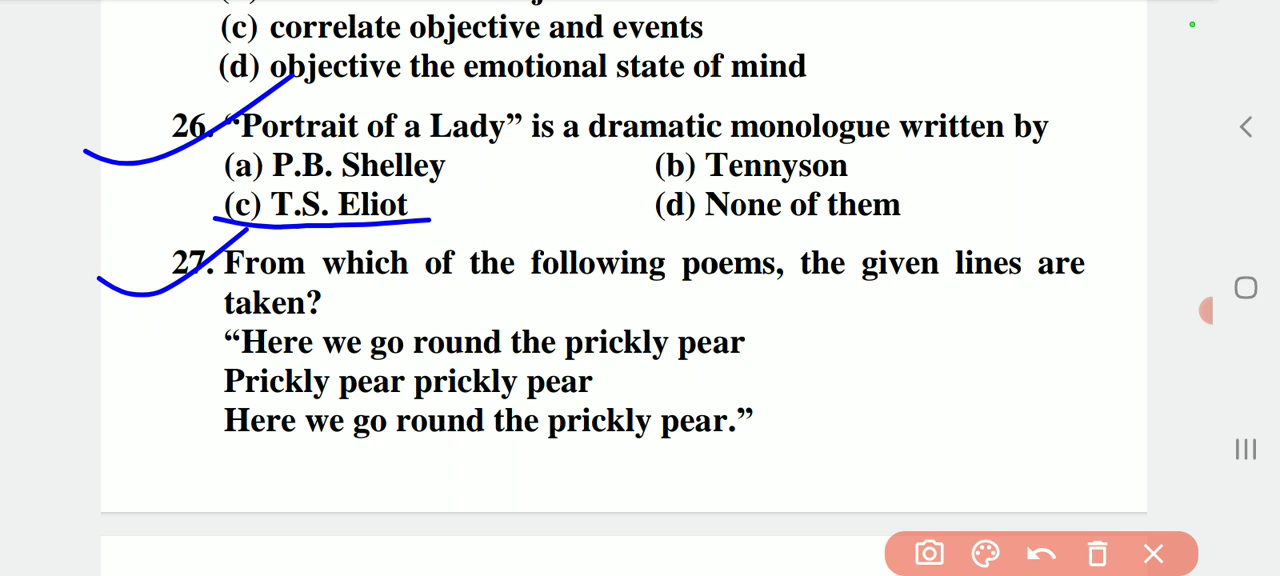 (c) correlate objective and events
(d) objective the emotional state of mind
26. “Portrait of a Lady” is a dramatic monologue written by
(a) P.B. Shelley (b) Tennyson
(c) T.S. Eliot (d) None of them
27. From which of the following poems, the given lines are
taken?
“Here we go round the prickly pear
Prickly pear prickly pear
Here we go round the prickly pear.”